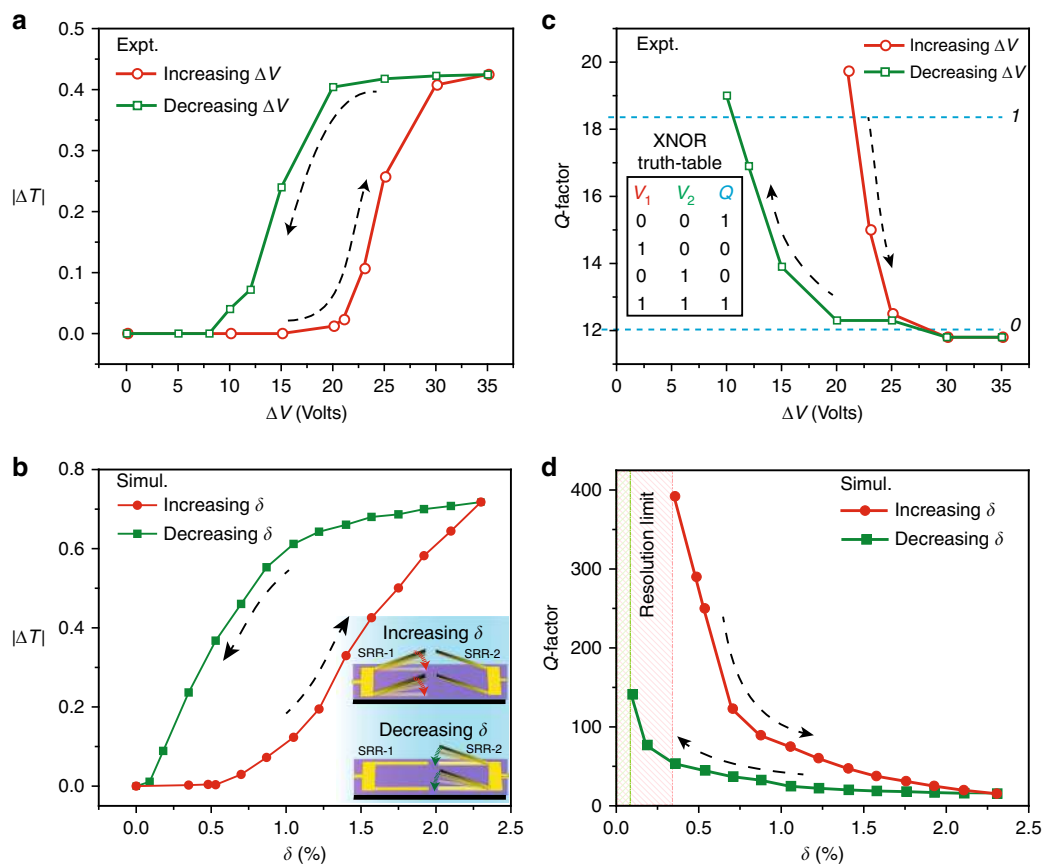 a
Expt.
Increasing ΔV
Decreasing ΔV
0.5
0.4
0.3
0.2
0.1
0.0
|ΔT|
0 5 10 15 20 25 30 35
ΔV (Volts)
c
Expt.
Increasing ΔV
Decreasing ΔV
20
18
16
14
12
Q-factor
1
0
XNOR
truth-table
V1 V2 Q
0 0 1
1 0 0
0 1 0
1 1 1
0 5 10 15 20 25 30 35
ΔV (Volts)
b
Simul.
Increasing δ
Decreasing δ
0.8
0.6
0.4
0.2
0.0
|ΔT|
Increasing δ
SRR-1 SRR-2
Decreasing δ
SRR-1 SRR-2
0.0 0.5 1.0 1.5 2.0 2.5
δ (%)
d
Simul.
Increasing δ
Decreasing δ
Resolution limit
400
300
200
100
0
Q-factor
0.0 0.5 1.0 1.5 2.0 2.5
δ (%)